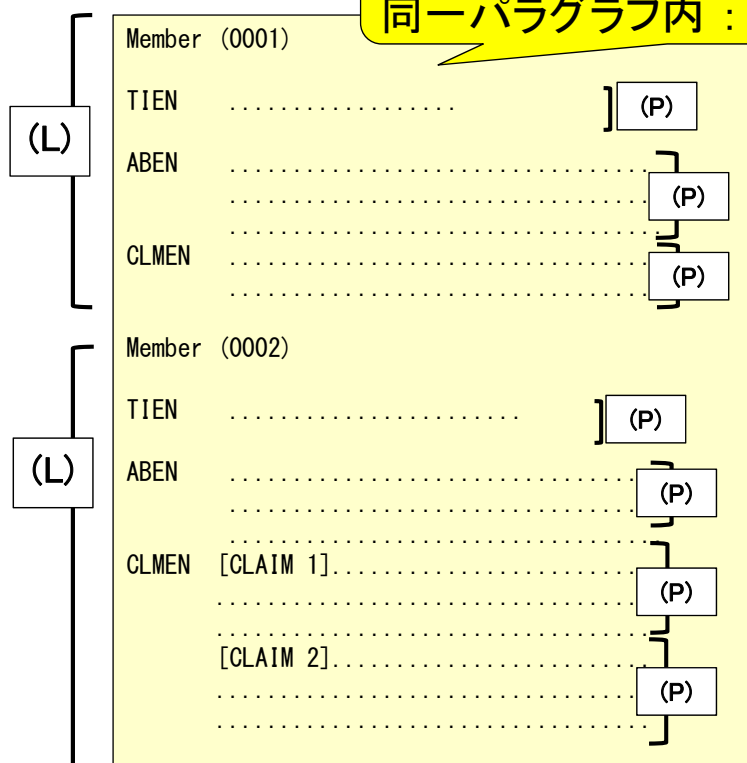 同一パラグラフ内：
Member (0001)
TIEN ..................
(P)
(L)
ABEN .................................
.................................
(P)
..................................
CLMEN .................................
(P)
.................................
Member (0002)
TIEN .......................
(P)
(L)
ABEN ................................
(P)
................................
..................................
CLMEN [CLAIM 1]........................
(P)
.................................
...................................
[CLAIM 2].........................
(P)
.................................
...................................